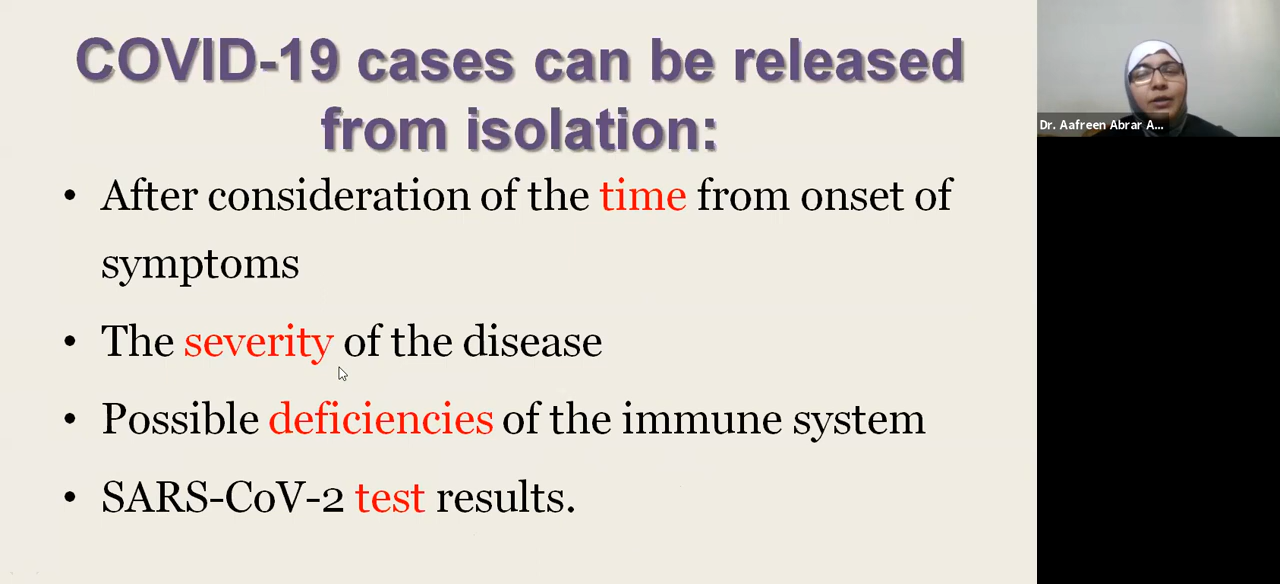 COVID-19 cases can be released
from isolation:
• After consideration of the time from onset of
symptoms
• The severity of the disease
• Possible deficiencies of the immune system
• SARS-CoV-2 test results.
Dr. Aafreen Abrar A...